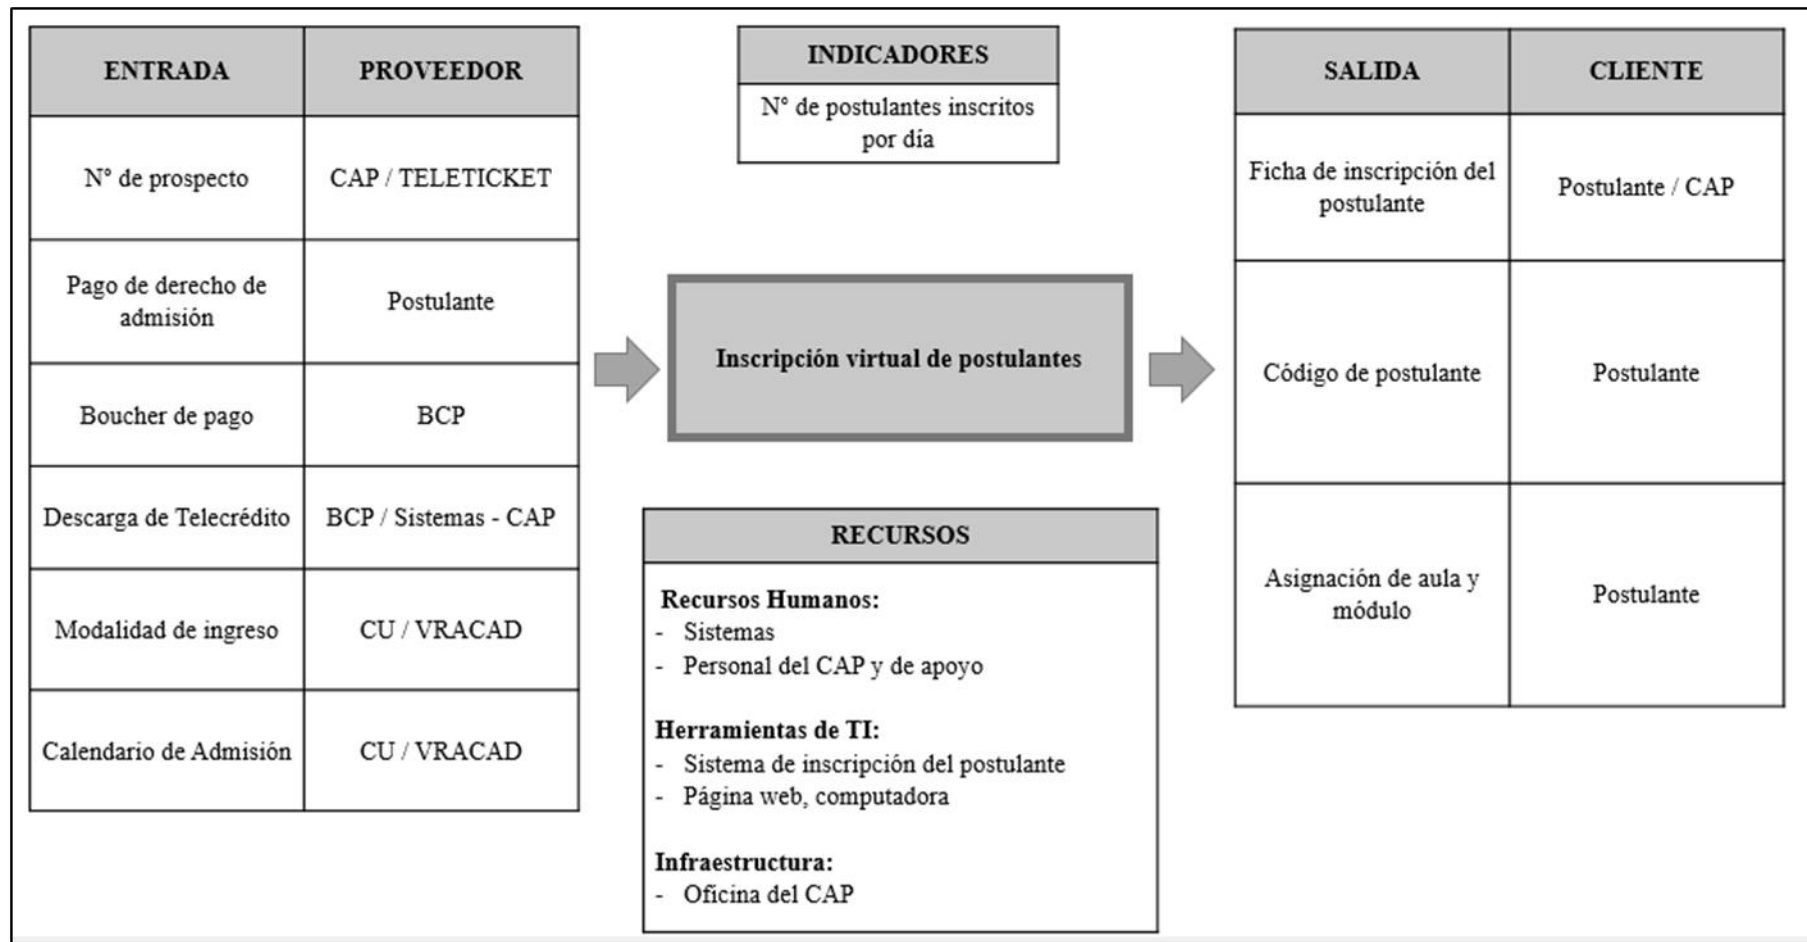 ENTRADA PROVEEDOR
N° de prospecto CAP / TELETICKET
Pago de derecho de
admisión
Postulante
Boucher de pago BCP
Descarga de Telecrédito BCP / Sistemas - CAP
Modalidad de ingreso CU / VRACAD
Calendario de Admisión CU / VRACAD
INDICADORES
N° de postulantes inscritos
por día
Inscripción virtual de postulantes
RECURSOS
Recursos Humanos:
- Sistemas
- Personal del CAP y de apoyo
Herramientas de TI:
- Sistema de inscripción del postulante
- Página web, computadora
Infraestructura:
- Oficina del CAP
SALIDA CLIENTE
Ficha de inscripción del
postulante
Postulante / CAP
Código de postulante Postulante
Asignación de aula y
módulo
Postulante